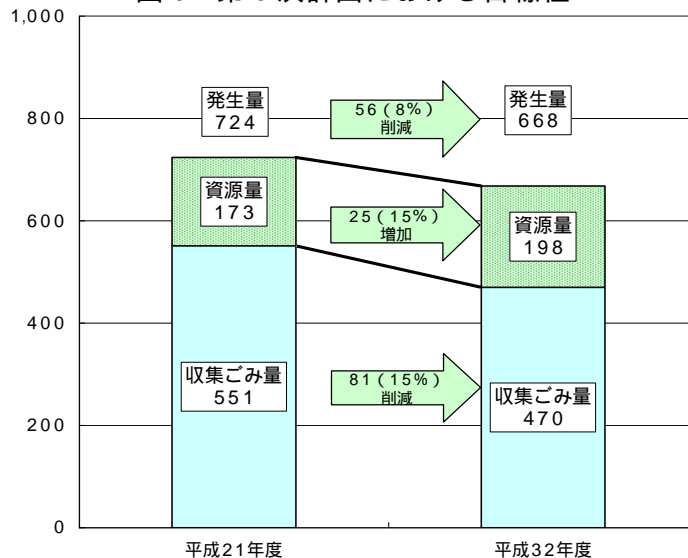 1,000
800
600
400
200
0
発生量
724
56(8%)
削減
発生量
668
資源量
173
25(15%)
増加
資源量
198
収集ごみ量
551
81(15%)
削減
収集ごみ量
470
平成21年度
平成32年度